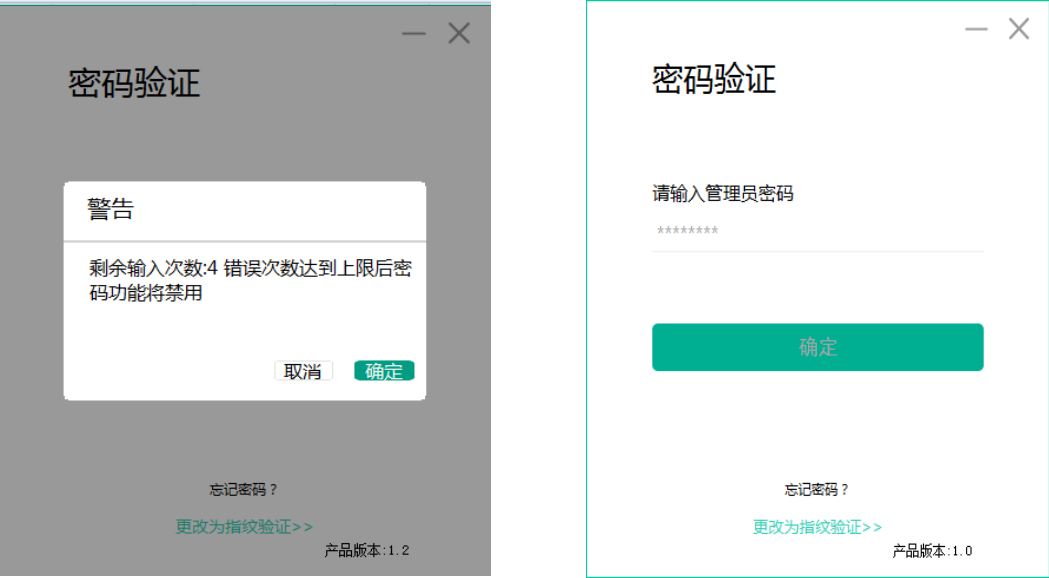 密码验证
警告
剩余输入次数:4 错误次数达到上限后密
码功能将禁用
取消 确定
忘记密码？
更改为指纹验证>>
产品版本:1.2
密码验证
请输入管理员密码
********
确定
忘记密码？
更改为指纹验证>>
产品版本:1.0